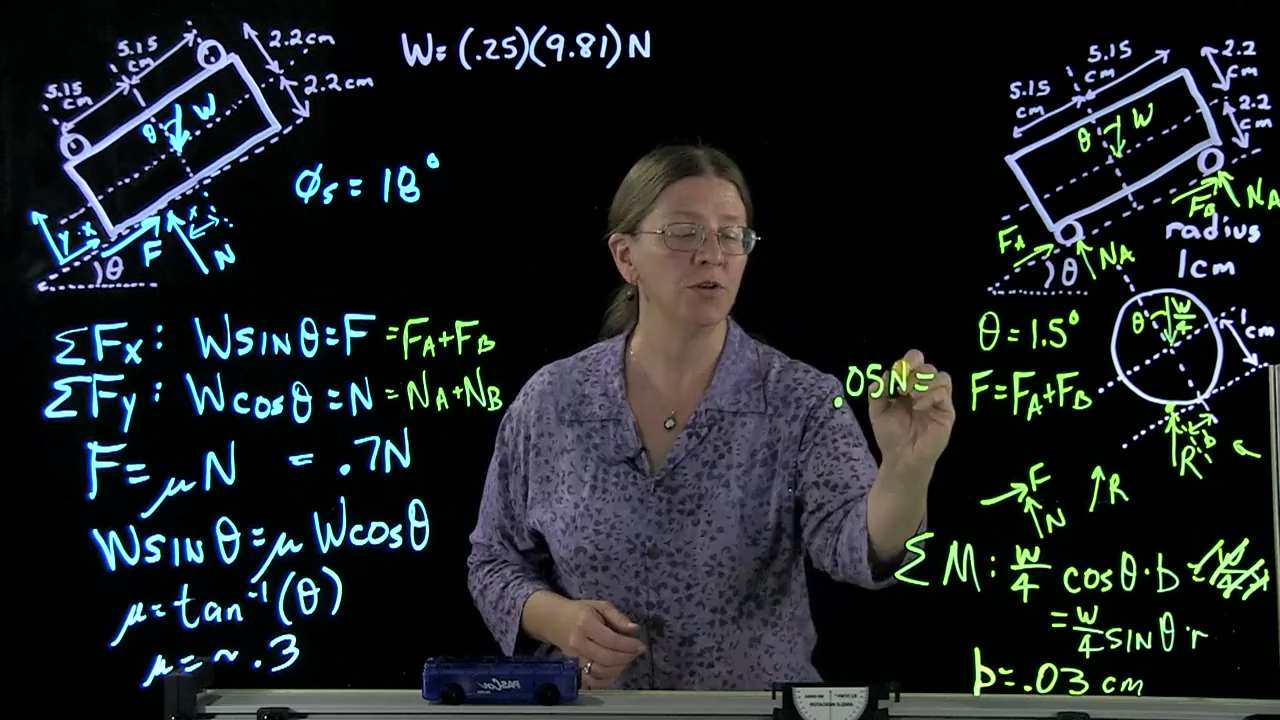 W=(.25)(9.81)N
5.15 cm
5.15 cm
2.2cm
2.2cm
θ W
φs = 18°
y x
F
x
N
θ
ΣFx: WSINθ=F =FA+FB
ΣFy: Wcosθ=N =NA+NB
F=μN = .7N
WSINθ=μWcosθ
μ=tan⁻¹(θ)
μ=~.3
5.15 cm
5.15 cm
2.2 cm
2.2 cm
θ W
FB
NA
FA
θ
NA
radius
1cm
θ = 1.5°
θ W/4
1 cm
.05N=
F=FA+FB
R
b
F
N
R
ΣM: W/4 cosθ·b
= W/4 SINθ·r
b=.03 cm
PASCO